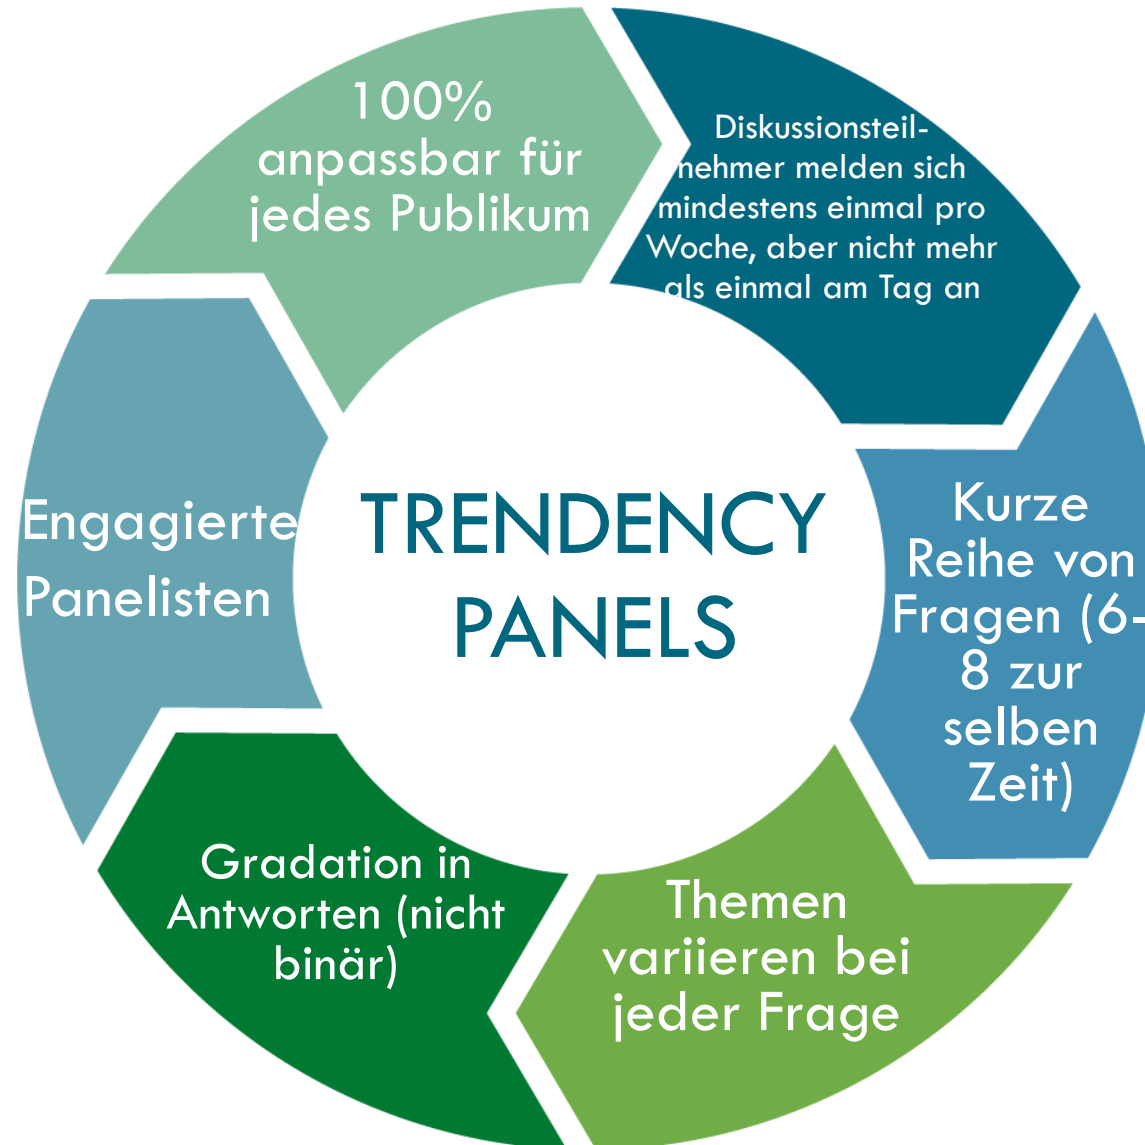 100%
anpassbar für
jedes Publikum
Diskussionsteil-
nehmer melden sich
mindestens einmal pro
Woche, aber nicht mehr
als einmal am Tag an
Kurze
Reihe von
Fragen (6-
8 zur
selben
Zeit)
Themen
variieren bei
jeder Frage
Gradation in
Antworten (nicht
binär)
Engagierte
Panelisten
TRENDENCY
PANELS